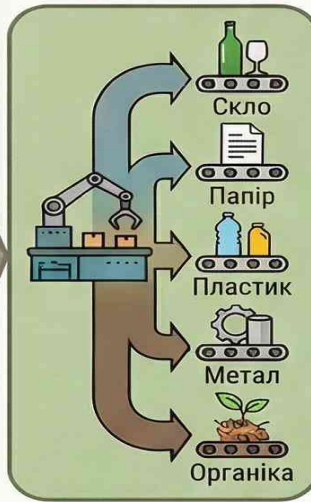 Скло
Папір
Пластик
Метал
Органіка